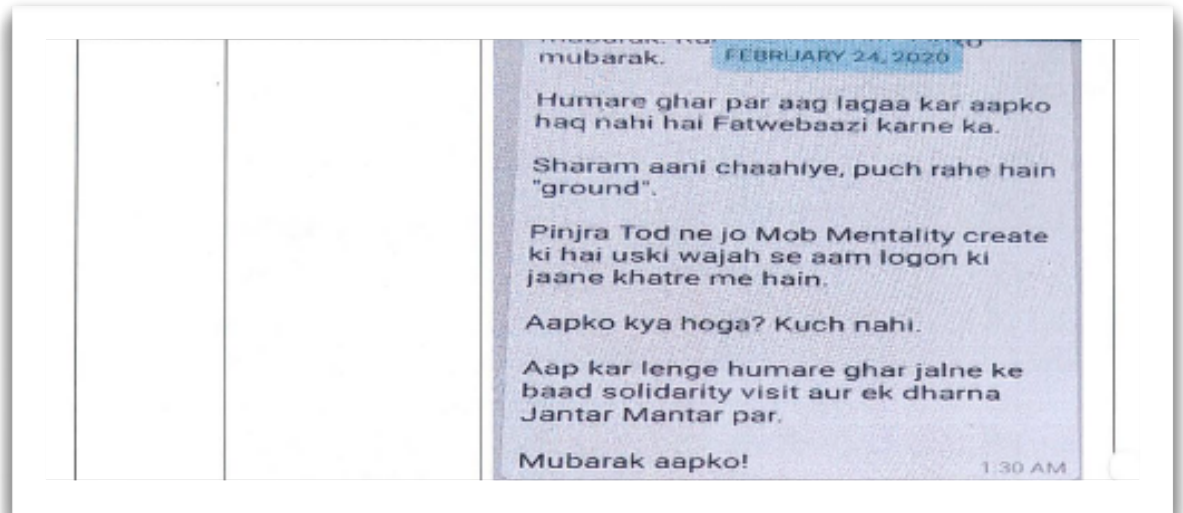 mubarak.
FEBRUARY 24, 2020
Humare ghar par aag lagaa kar aapko
haq nahi hai Fatwebaazi karne ka.
Sharam aani chaahiye, puch rahe hain
"ground".
Pinjra Tod ne jo Mob Mentality create
ki hai uski wajah se aam logon ki
jaane khatre me hain.
Aapko kya hoga? Kuch nahi.
Aap kar lenge humare ghar jalne ke
baad solidarity visit aur ek dharna
Jantar Mantar par.
Mubarak aapko!
1:30 AM